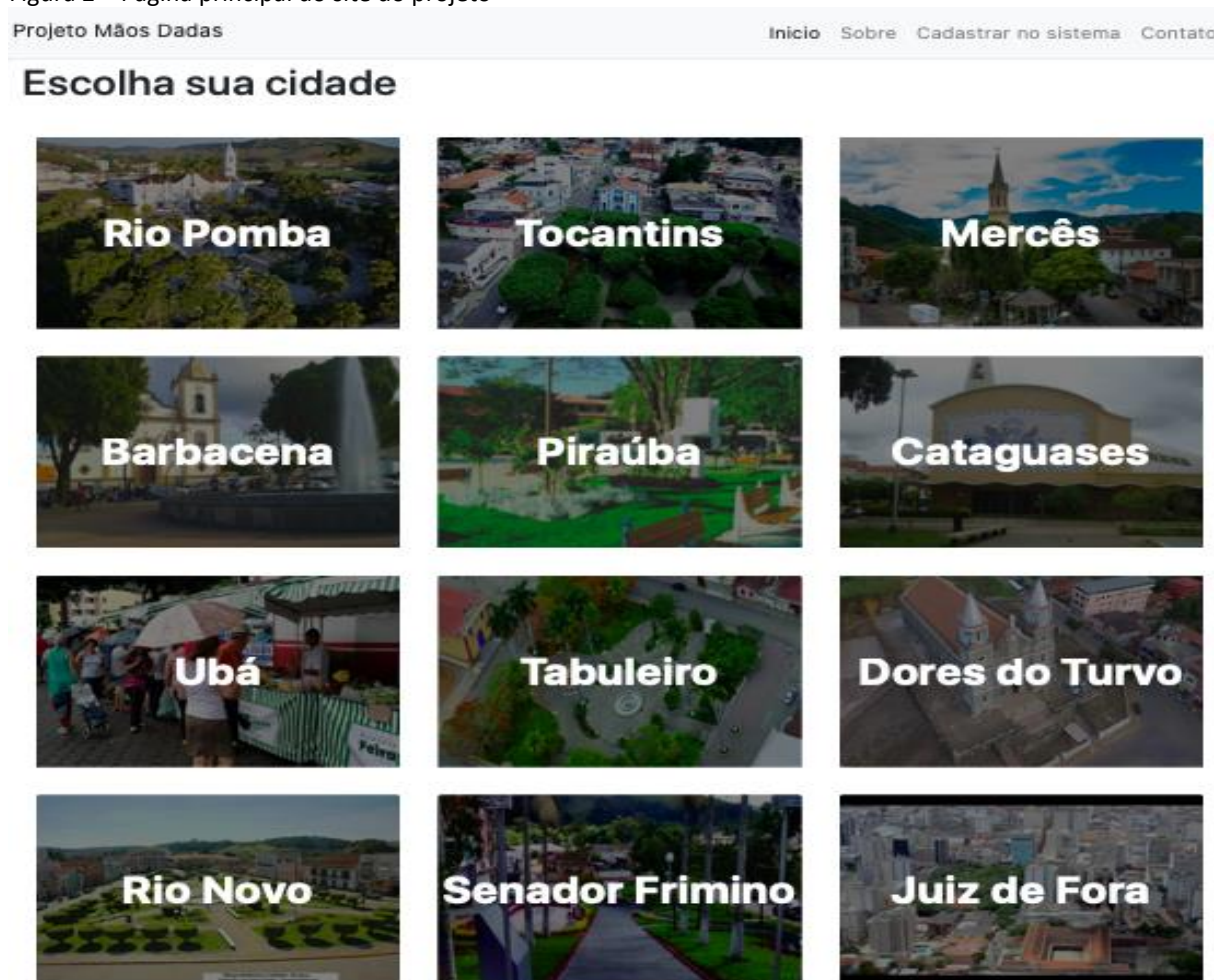 Projeto Mãos Dadas
Inicio Sobre Cadastrar no sistema Contato
Escolha sua cidade
Rio Pomba
Tocantins
Mercês
Barbacena
Piraúba
Cataguases
Ubá
Tabuleiro
Dores do Turvo
Rio Novo
Senador Frimino
Juiz de Fora